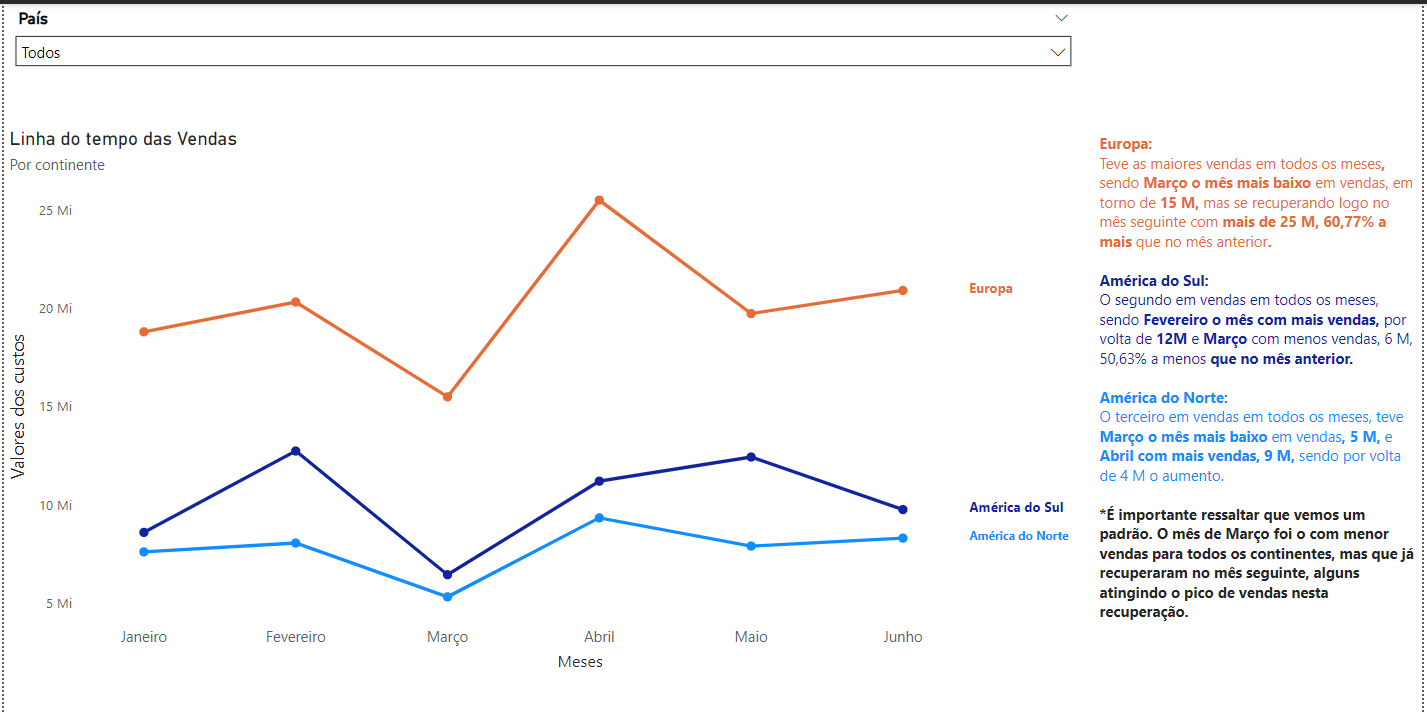 País
Todos
Linha do tempo das Vendas
Por continente
25 Mi
20 Mi
15 Mi
10 Mi
5 Mi
Valores dos custos
Janeiro Fevereiro Março Abril Maio Junho
Meses
Europa
América do Sul
América do Norte
Europa:
Teve as maiores vendas em todos os meses,
sendo Março o mês mais baixo em vendas, em
torno de 15 M, mas se recuperando logo no
mês seguinte com mais de 25 M, 60,77% a
mais que no mês anterior.
América do Sul:
O segundo em vendas em todos os meses,
sendo Fevereiro o mês com mais vendas, por
volta de 12M e Março com menos vendas, 6 M,
50,63% a menos que no mês anterior.
América do Norte:
O terceiro em vendas em todos os meses, teve
Março o mês mais baixo em vendas, 5 M, e
Abril com mais vendas, 9 M, sendo por volta
de 4 M o aumento.
*É importante ressaltar que vemos um
padrão. O mês de Março foi o com menor
vendas para todos os continentes, mas que já
recuperaram no mês seguinte, alguns
atingindo o pico de vendas nesta
recuperação.